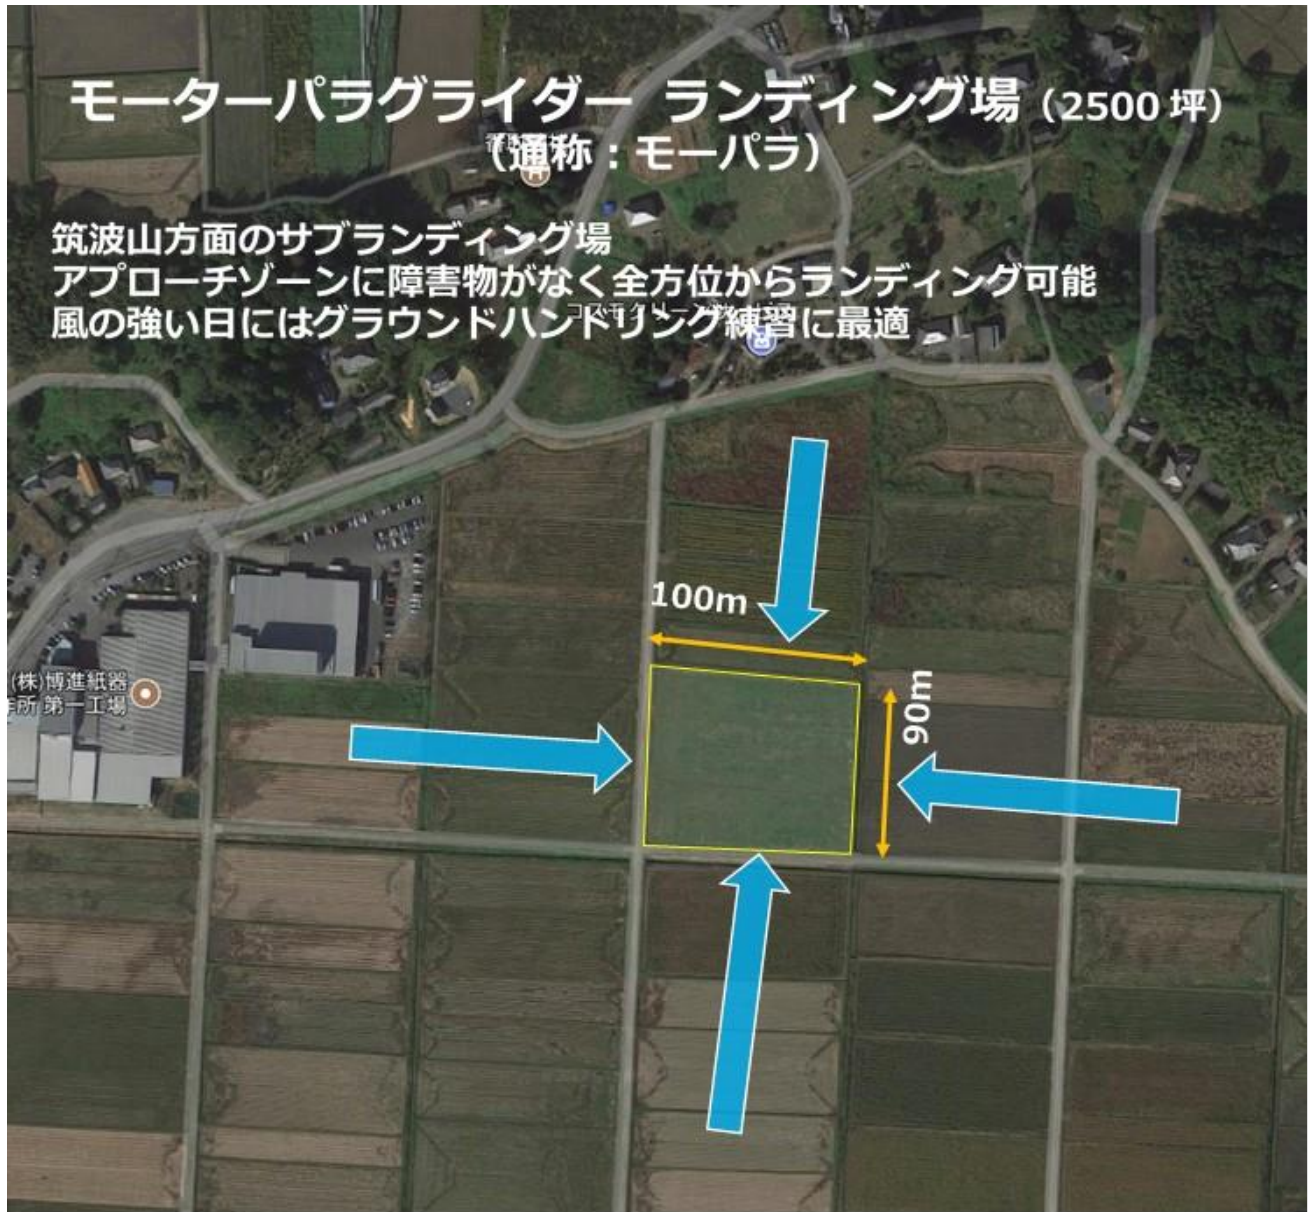 モーターパラグライダー ランディング場（2500 坪）
（通称：モーパラ）
筑波山方面のサブランディング場
アプローチゾーンに障害物がなく全方位からランディング可能
風の強い日にはグラウンドハンドリング練習に最適
100m
90m
(株)博進紙器
作所 第一工場